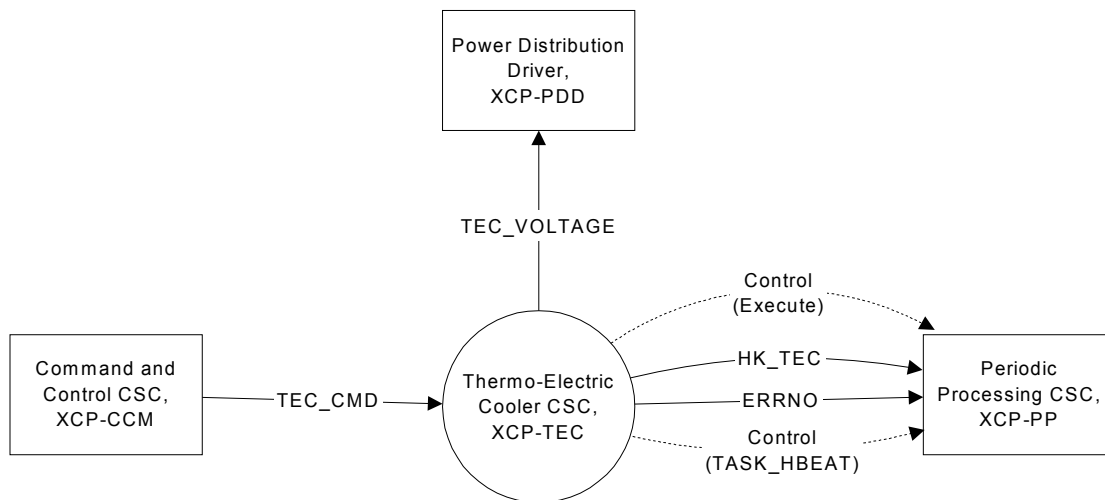 Power Distribution
Driver,
XCP-PDD
TEC_VOLTAGE
Control
(Execute)
Command and
Control CSC,
XCP-CCM
TEC_CMD
Thermo-Electric
Cooler CSC,
XCP-TEC
HK_TEC
ERRNO
Control
(TASK_HBEAT)
Periodic
Processing CSC,
XCP-PP